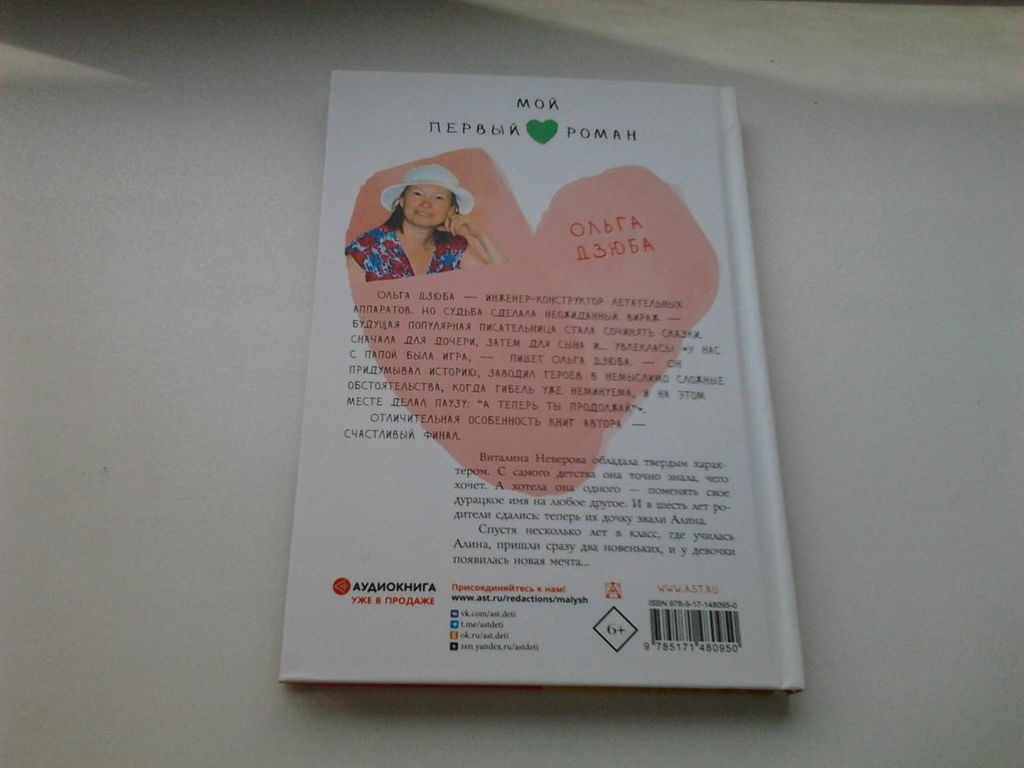 МОЙ
ПЕРВЫЙ РОМАН
ОЛЬГА
ДЗЮБА
ОЛЬГА ДЗЮБА — ИНЖЕНЕР-КОНСТРУКТОР ЛЕТАТЕЛЬНЫХ
АППАРАТОВ. НО СУДЬБА СДЕЛАЛА НЕОЖИДАННЫЙ ВИРАЖ —
БУДУЩАЯ ПОПУЛЯРНАЯ ПИСАТЕЛЬНИЦА СТАЛА СОЧИНЯТЬ СКАЗКИ.
СНАЧАЛА ДЛЯ ДОЧЕРИ, ЗАТЕМ ДЛЯ СЫНА И... УВЛЕКЛАСЬ! «У НАС
С ПАПОЙ БЫЛА ИГРА, — ПИШЕТ ОЛЬГА ДЗЮБА. — ОН
ПРИДУМЫВАЛ ИСТОРИЮ, ЗАВОДИЛ ГЕРОЕВ В НЕМЫСЛИМО СЛОЖНЫЕ
ОБСТОЯТЕЛЬСТВА, КОГДА ГИБЕЛЬ УЖЕ НЕМИНУЕМА, И НА ЭТОМ
МЕСТЕ ДЕЛАЛ ПАУЗУ: "А ТЕПЕРЬ ТЫ ПРОДОЛЖАЙ"».
ОТЛИЧИТЕЛЬНАЯ ОСОБЕННОСТЬ КНИГ АВТОРА —
СЧАСТЛИВЫЙ ФИНАЛ.
Виталина Неверова обладала твердым харак-
тером. С самого детства она точно знала, чего
хочет. А хотела она одного — поменять свое
дурацкое имя на любое другое. И в шесть лет ро-
дители сдались: теперь их дочку звали Алина.
Спустя несколько лет в класс, где училась
Алина, пришли сразу два новеньких, и у девочки
появилась новая мечта...
АУДИОКНИГА
УЖЕ В ПРОДАЖЕ
Присоединяйтесь к нам!
www.ast.ru/redactions/malysh
vk.com/ast.deti
t.me/astdeti
ok.ru/ast.deti
zen.yandex.ru/astdeti
6+
WWW.AST.RU
ISBN 978-5-17-148095-0
9 785171 480950